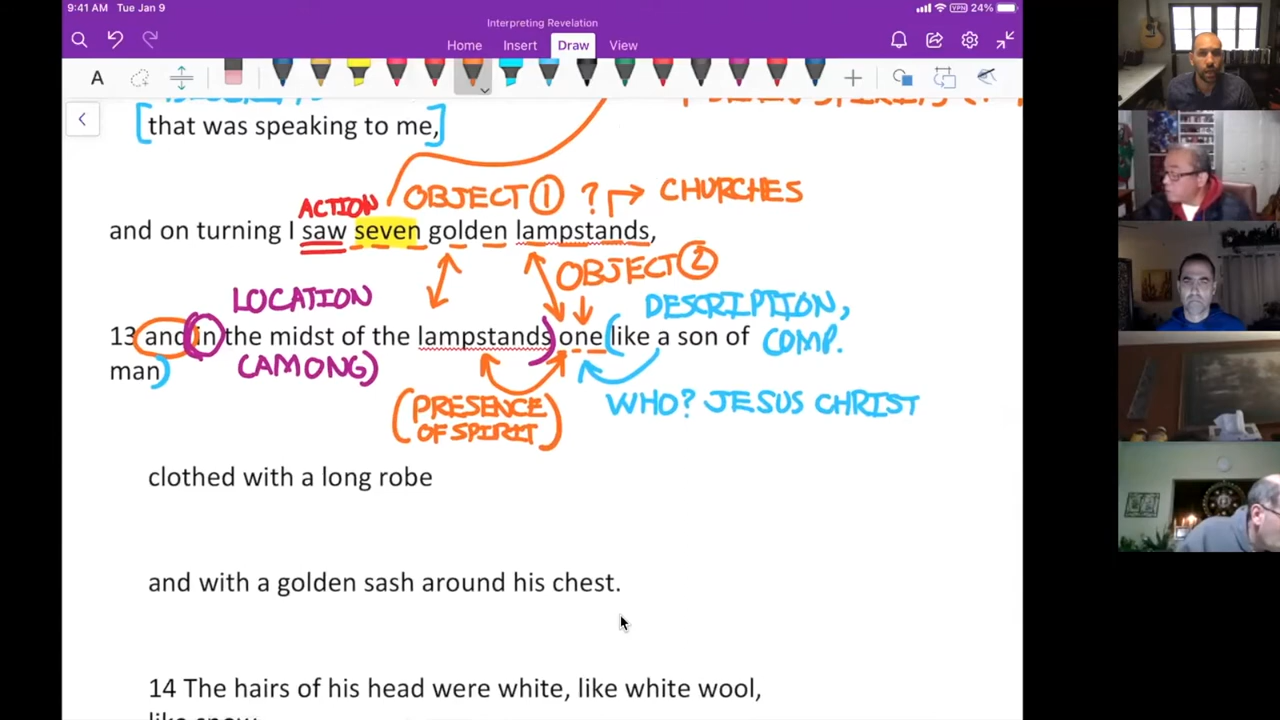 9:41 AM Tue Jan 9
VPN 24%
Interpreting Revelation
Home Insert Draw View
A
[that was speaking to me,]
ACTION OBJECT 1 ? CHURCHES
and on turning I saw seven golden lampstands,
OBJECT 2
LOCATION
DESCRIPTION,
13 and in the midst of the lampstands) one (like a son of
COMP.
man)
(AMONG)
(PRESENCE
OF SPIRIT)
WHO? JESUS CHRIST
clothed with a long robe
and with a golden sash around his chest.
14 The hairs of his head were white, like white wool,
like snow